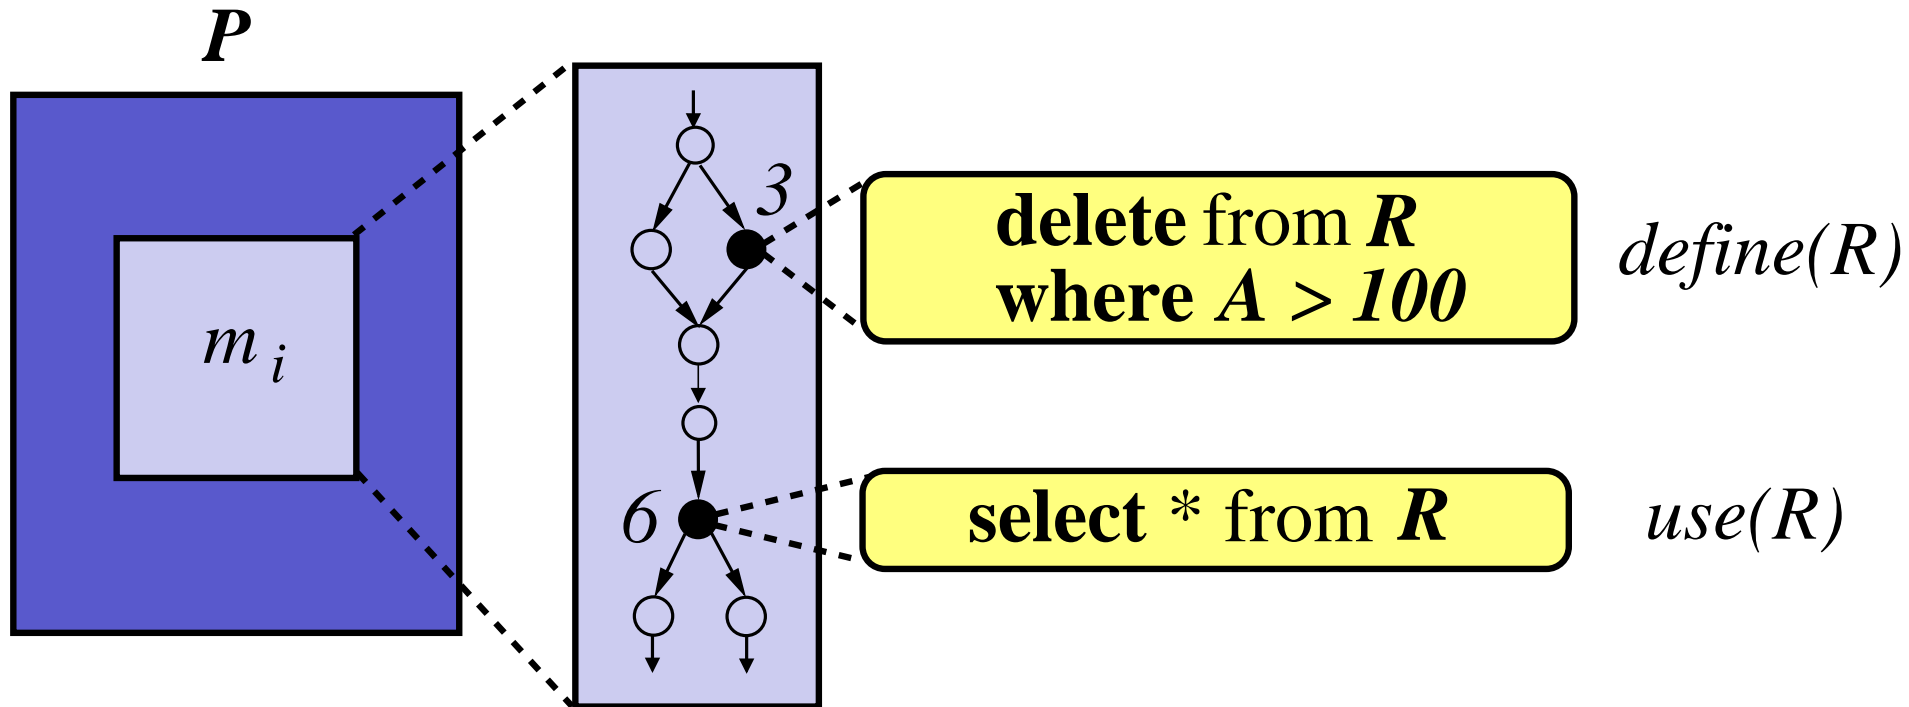 P
m i
3
delete from R
where A > 100
define(R)
6
select * from R
use(R)